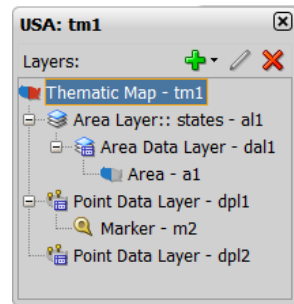 USA: tm1
Layers:
Thematic Map - tm1
Area Layer:: states - al1
Area Data Layer - dal1
Area - a1
Point Data Layer - dpl1
Marker - m2
Point Data Layer - dpl2